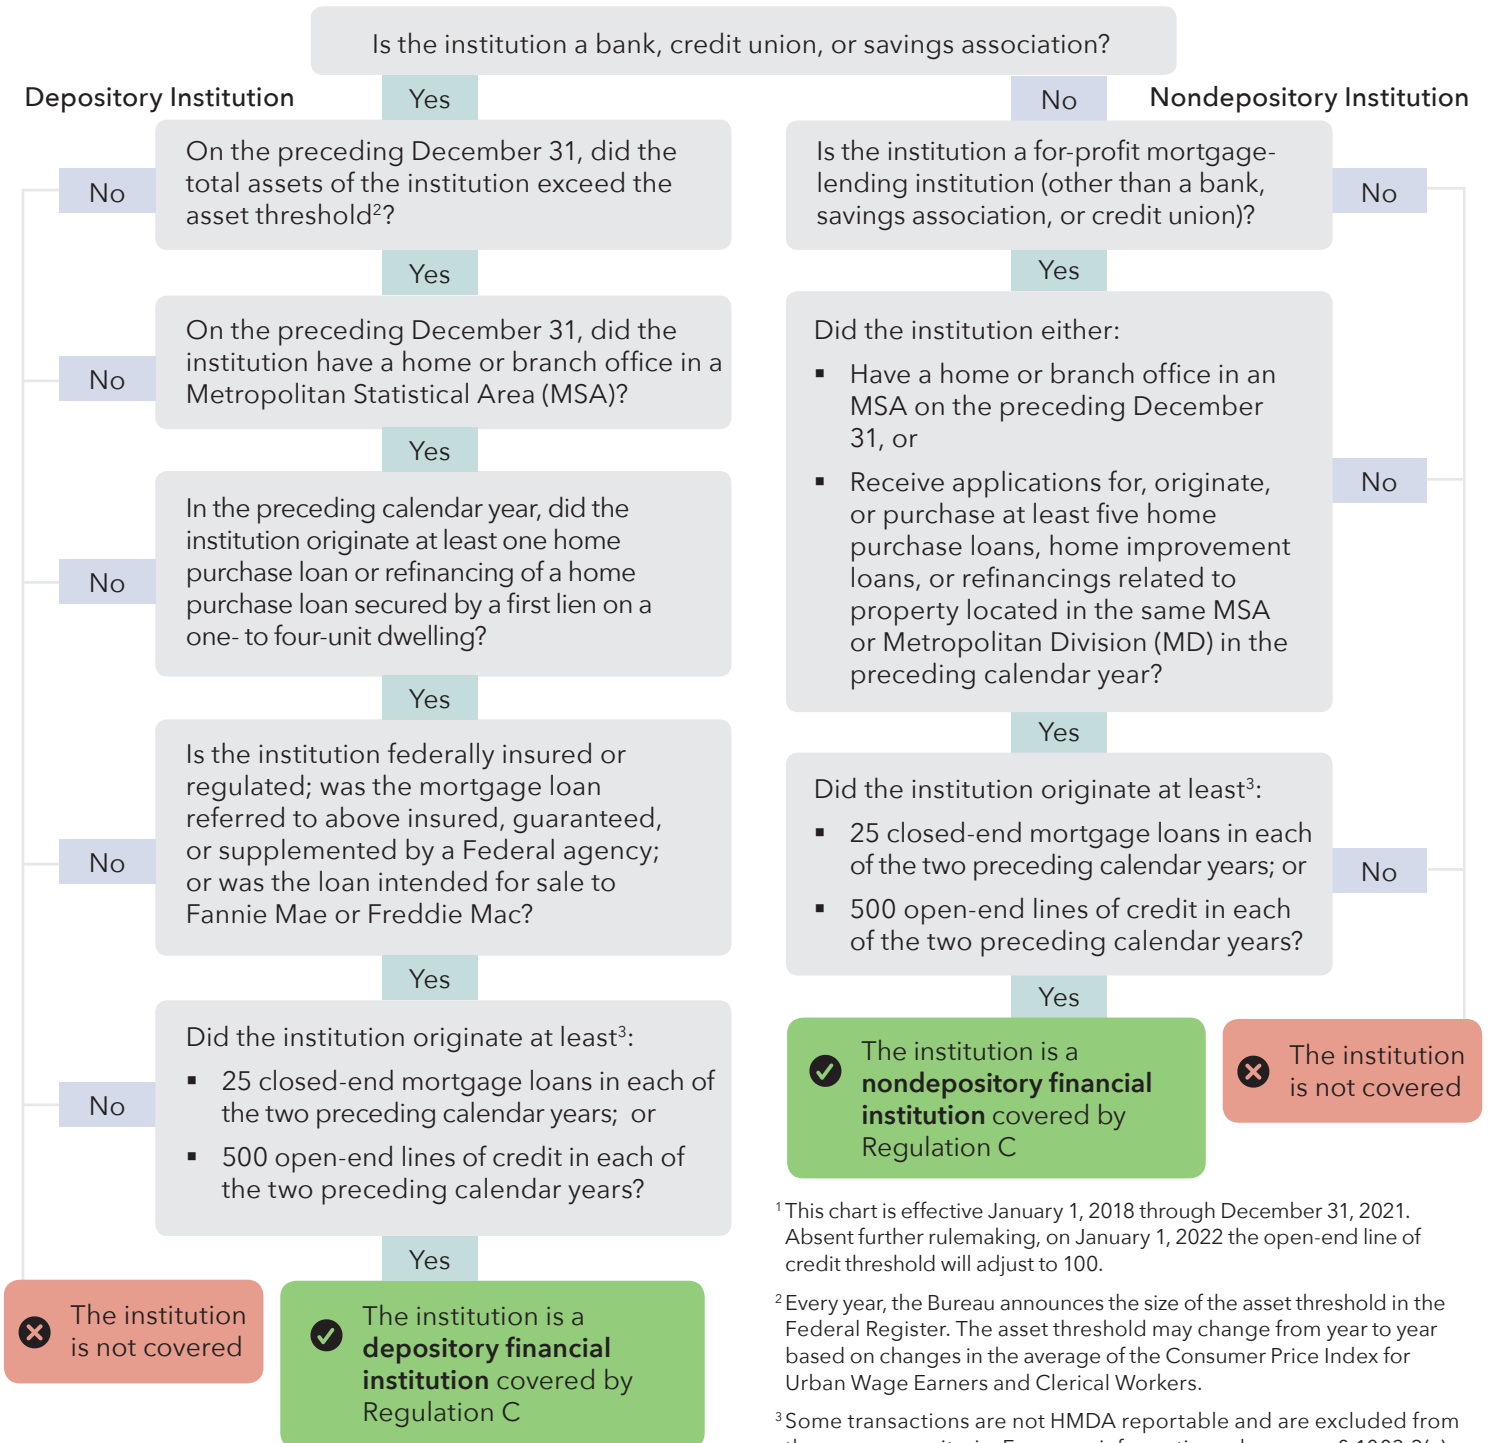 Is the institution a bank, credit union, or savings association?
Depository Institution
Yes
On the preceding December 31, did the
total assets of the institution exceed the
asset threshold²?
No
Yes
On the preceding December 31, did the
institution have a home or branch office in a
Metropolitan Statistical Area (MSA)?
No
Yes
In the preceding calendar year, did the
institution originate at least one home
purchase loan or refinancing of a home
purchase loan secured by a first lien on a
one- to four-unit dwelling?
No
Yes
Is the institution federally insured or
regulated; was the mortgage loan
referred to above insured, guaranteed,
or supplemented by a Federal agency;
or was the loan intended for sale to
Fannie Mae or Freddie Mac?
No
Yes
Did the institution originate at least³:
▪ 25 closed-end mortgage loans in each of
the two preceding calendar years; or
▪ 500 open-end lines of credit in each of
the two preceding calendar years?
No
Yes
The institution
is not covered
The institution is a
depository financial
institution covered by
Regulation C
No
Nondepository Institution
Is the institution a for-profit mortgage-
lending institution (other than a bank,
savings association, or credit union)?
No
Yes
Did the institution either:
▪ Have a home or branch office in an
MSA on the preceding December
31, or
▪ Receive applications for, originate,
or purchase at least five home
purchase loans, home improvement
loans, or refinancings related to
property located in the same MSA
or Metropolitan Division (MD) in the
preceding calendar year?
No
Yes
Did the institution originate at least³:
▪ 25 closed-end mortgage loans in each
of the two preceding calendar years; or
▪ 500 open-end lines of credit in each
of the two preceding calendar years?
No
Yes
The institution is a
nondepository financial
institution covered by
Regulation C
The institution
is not covered
¹ This chart is effective January 1, 2018 through December 31, 2021.
Absent further rulemaking, on January 1, 2022 the open-end line of
credit threshold will adjust to 100.
² Every year, the Bureau announces the size of the asset threshold in the
Federal Register. The asset threshold may change from year to year
based on changes in the average of the Consumer Price Index for
Urban Wage Earners and Clerical Workers.
³ Some transactions are not HMDA reportable and are excluded from